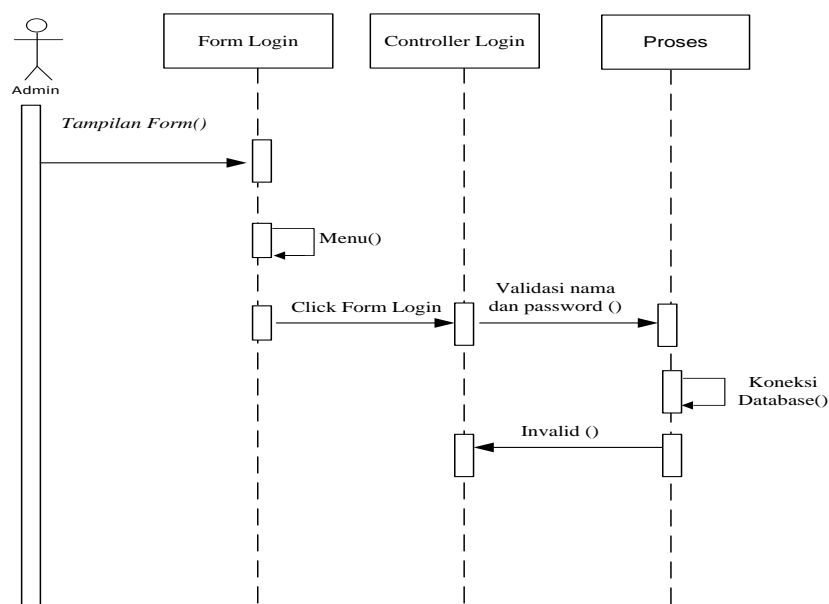 Form Login
Controller Login
Proses
Admin
Tampilan Form()
Menu()
Click Form Login
Validasi nama
dan password ()
Koneksi
Database()
Invalid ()